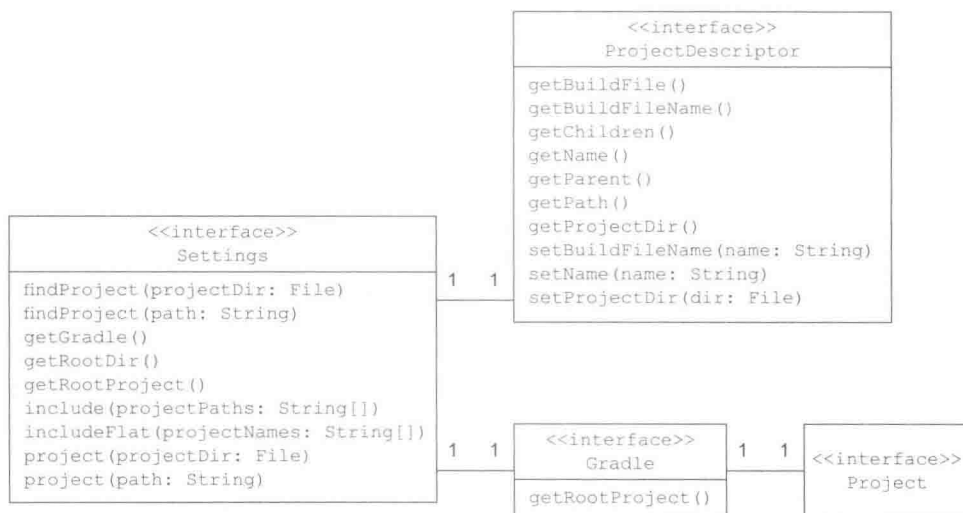 <<interface>>
ProjectDescriptor
getBuildFile()
getBuildFileName()
getChildren()
getName()
getParent()
getPath()
getProjectDir()
setBuildFileName(name: String)
setName(name: String)
setProjectDir(dir: File)
<<interface>>
Settings
findProject(projectDir: File)
findProject(path: String)
getGradle()
getRootDir()
getRootProject()
include(projectPaths: String[])
includeFlat(projectNames: String[])
project(projectDir: File)
project(path: String)
1 1
1 1
<<interface>>
Gradle
getRootProject()
1 1
<<interface>>
Project